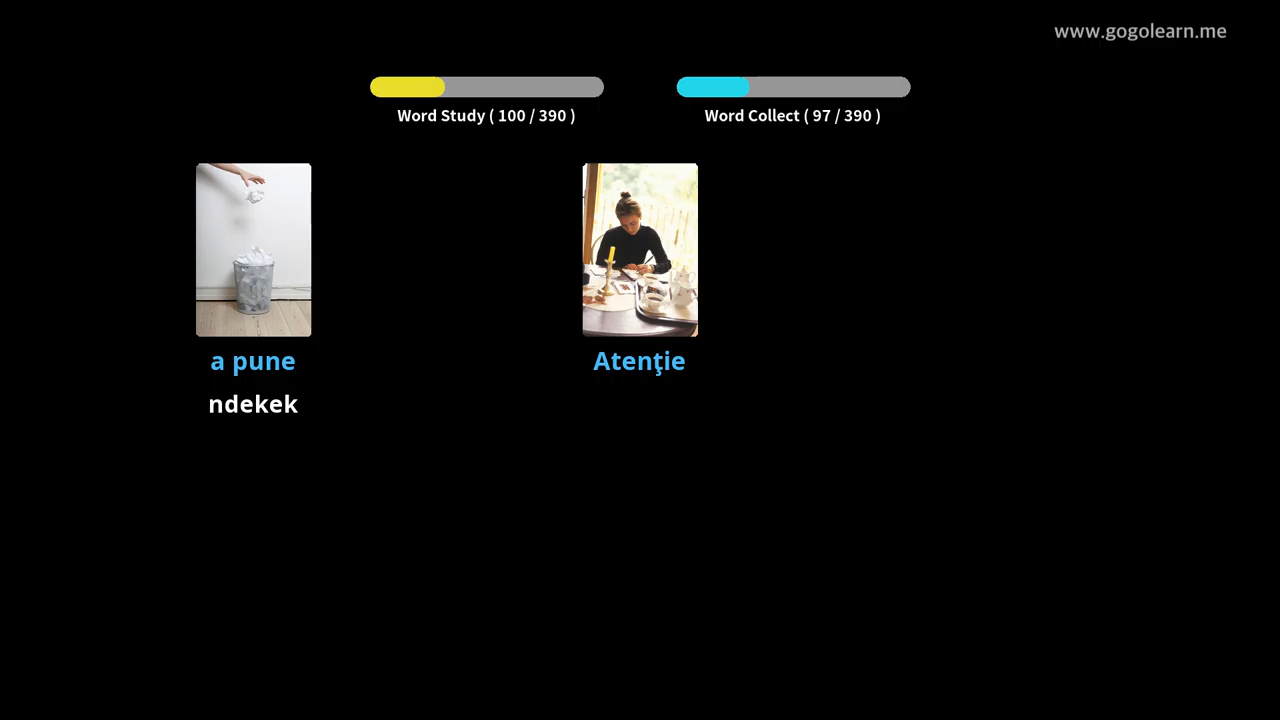 www.gogolearn.me
Word Study ( 100 / 390 )
Word Collect ( 97 / 390 )
a pune
ndekek
Atenţie